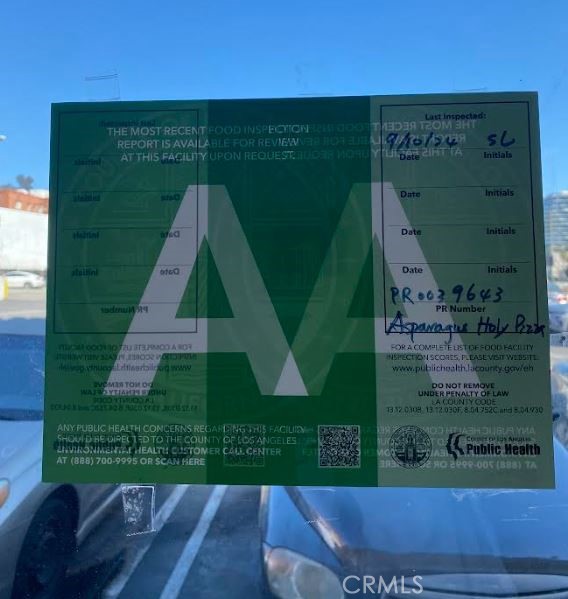 THE MOST RECENT FOOD INSPECTION
REPORT IS AVAILABLE FOR REVIEW
AT THIS FACILITY UPON REQUEST.
A
Last Inspected:
9/10/24 SL
Date Initials
Date Initials
Date Initials
Date Initials
PR0039643
PR Number
Asparagus Holy Pizza
FOR A COMPLETE LIST OF FOOD FACILITY
INSPECTION SCORES, PLEASE VISIT WEBSITE.
www.publichealth.lacounty.gov/eh
DO NOT REMOVE
UNDER PENALTY OF LAW
LA COUNTY CODE
13.12.030B, 13.12.030F, 8.04.752C and 8.04.930
ANY PUBLIC HEALTH CONCERNS REGARDING THIS FACILITY
SHOULD BE DIRECTED TO THE COUNTY OF LOS ANGELES
ENVIRONMENTAL HEALTH CUSTOMER CALL CENTER
AT (888) 700-9995 OR SCAN HERE
COUNTY OF LOS ANGELES
Public Health
CRMLS